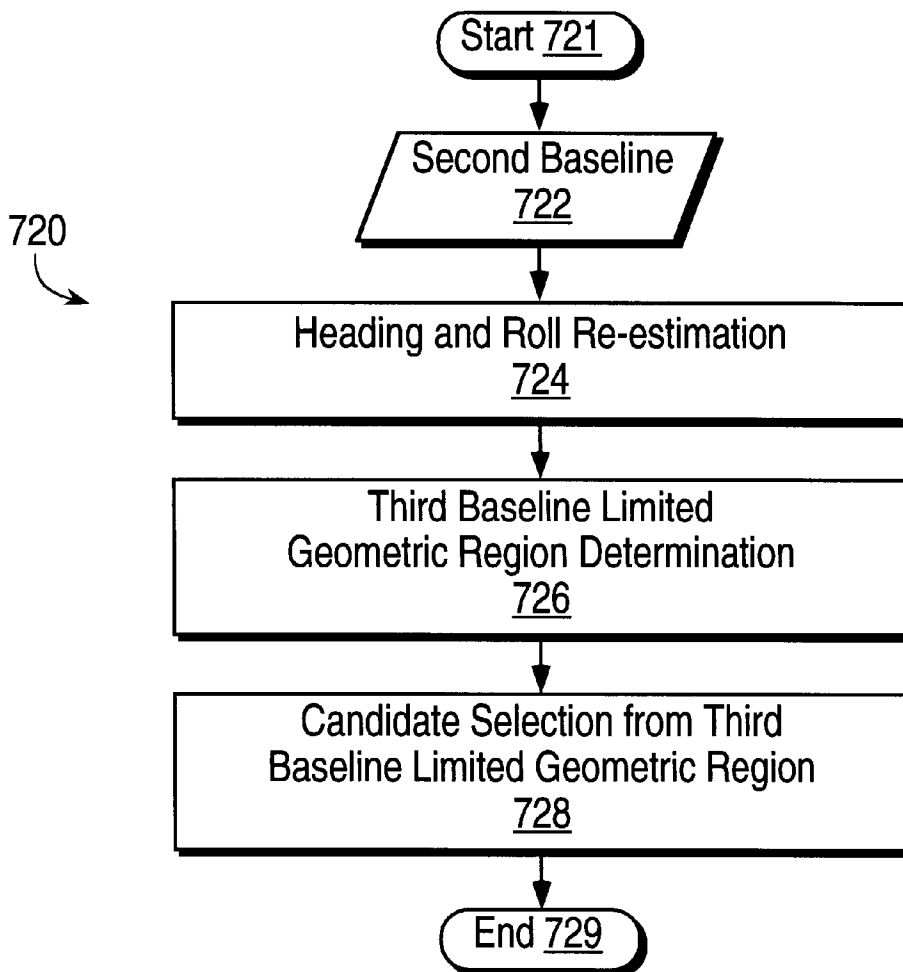 Start 721
Second Baseline
722
720
Heading and Roll Re-estimation
724
Third Baseline Limited
Geometric Region Determination
726
Candidate Selection from Third
Baseline Limited Geometric Region
728
End 729